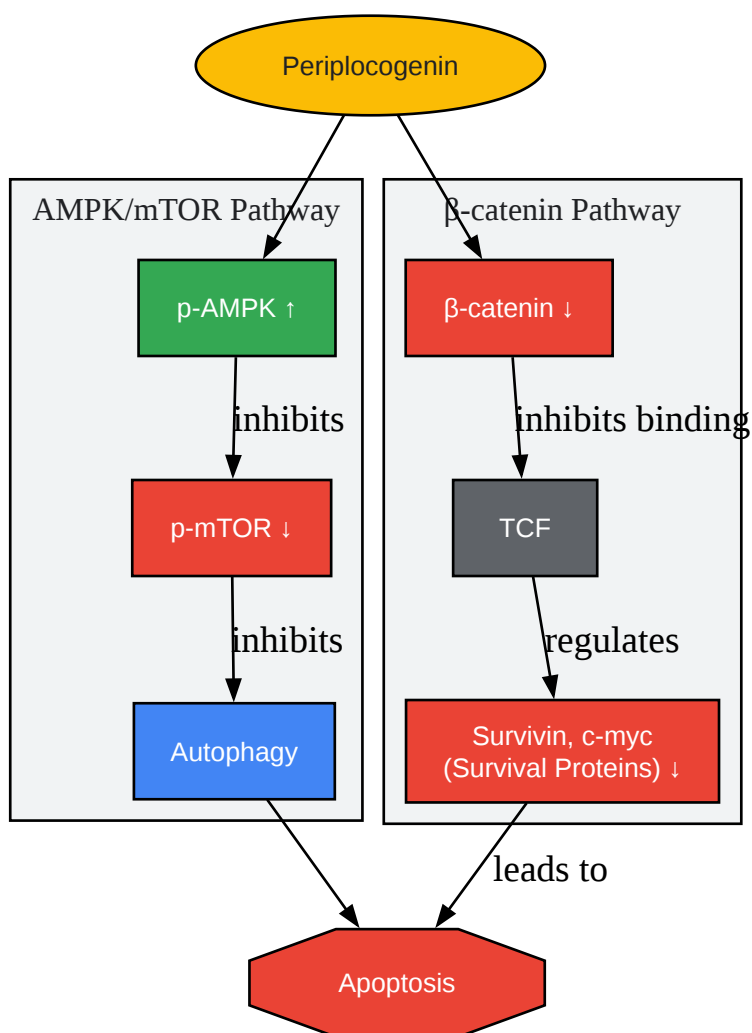 Periplocogenin
AMPK/mTOR Pathway
p-AMPK ↑
inhibits
p-mTOR ↓
inhibits
Autophagy
β-catenin Pathway
β-catenin ↓
inhibits binding
TCF
regulates
Survivin, c-myc
(Survival Proteins) ↓
leads to
Apoptosis